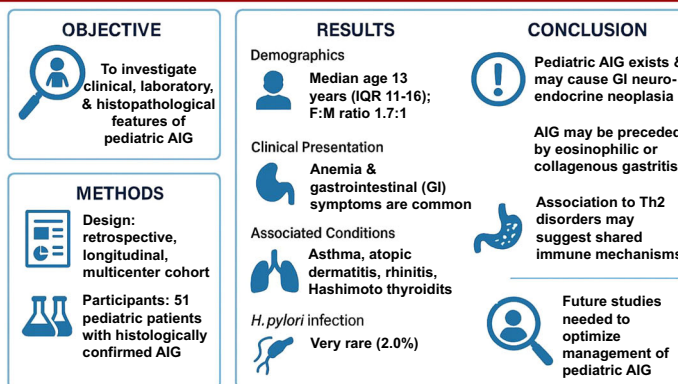 OBJECTIVE
To investigate
clinical, laboratory,
& histopathological
features of
pediatric AIG
METHODS
Design:
retrospective,
longitudinal,
multicenter cohort
Participants: 51
pediatric patients
with histologically
confirmed AIG
RESULTS
Demographics
Median age 13
years (IQR 11-16);
F:M ratio 1.7:1
Clinical Presentation
Anemia &
gastrointestinal (GI)
symptoms are common
Associated Conditions
Asthma, atopic
dermatitis, rhinitis,
Hashimoto thyroidits
H. pylori infection
Very rare (2.0%)
CONCLUSION
Pediatric AIG exists &
may cause GI neuro-
endocrine neoplasia
AIG may be preceded
by eosinophilic or
collagenous gastritis
Association to Th2
disorders may
suggest shared
immune mechanisms
Future studies
needed to
optimize
management of
pediatric AIG